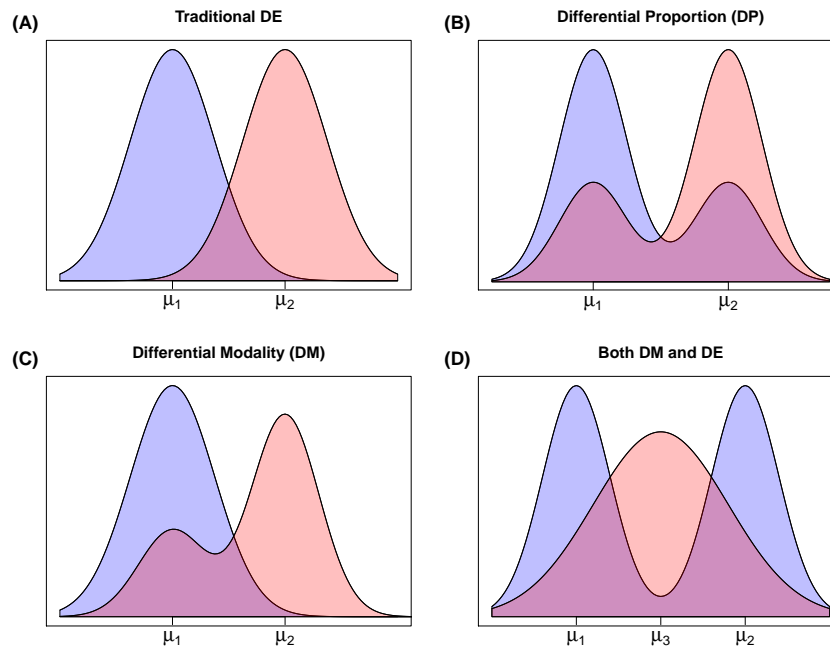 (A) Traditional DE
μ1 μ2
(B) Differential Proportion (DP)
μ1 μ2
(C) Differential Modality (DM)
μ1 μ2
(D) Both DM and DE
μ1 μ3 μ2